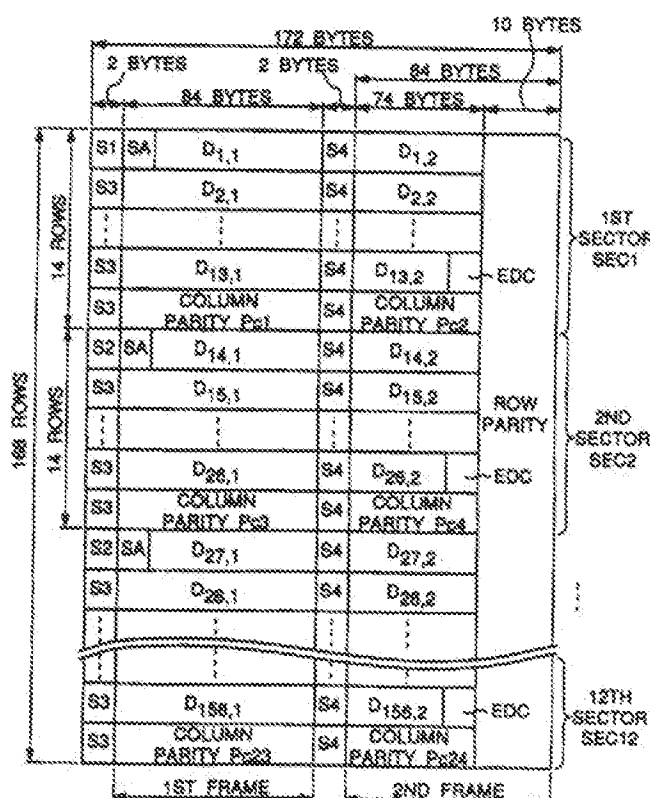 10 BYTES
172 BYTES
2 BYTES 2 BYTES 84 BYTES
84 BYTES 74 BYTES
S1 SA D1,1 S4 D1,2
S3 D2,1 S4 D2,2
S3 D13,1 S4 D13,2 EDC
S3 COLUMN PARITY Pc1 S4 COLUMN PARITY Pc2
14 ROWS
1ST SECTOR SEC1
S2 SA D14,1 S4 D14,2
S3 D15,1 S4 D15,2
S3 D26,1 S4 D26,2 EDC
S3 COLUMN PARITY Pc3 S4 COLUMN PARITY Pc4
14 ROWS
168 ROWS
ROW PARITY
2ND SECTOR SEC2
S2 SA D27,1 S4 D27,2
S3 D28,1 S4 D28,2
S3 D156,1 S4 D156,2 EDC
S3 COLUMN PARITY Pc23 S4 COLUMN PARITY Pc24
12TH SECTOR SEC12
1ST FRAME 2ND FRAME